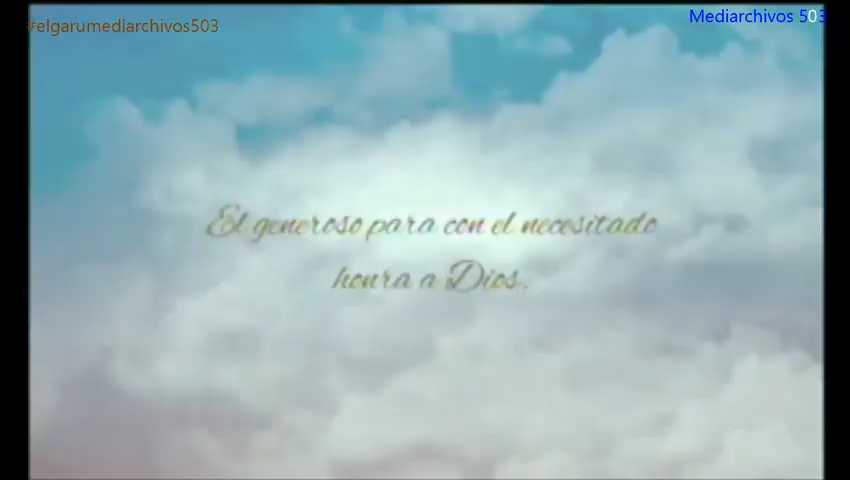 #elgarumediarchivos503
Mediarchivos 503
El generoso para con el necesitado
honra a Dios.